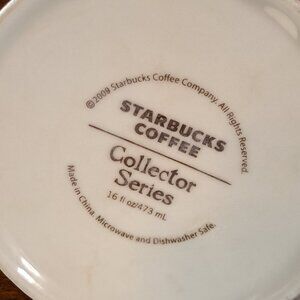 ©2009 Starbucks Coffee Company. All Rights Reserved.
STARBUCKS
COFFEE
Collector
Series
16 fl oz/473 mL
Made in China. Microwave and Dishwasher Safe.